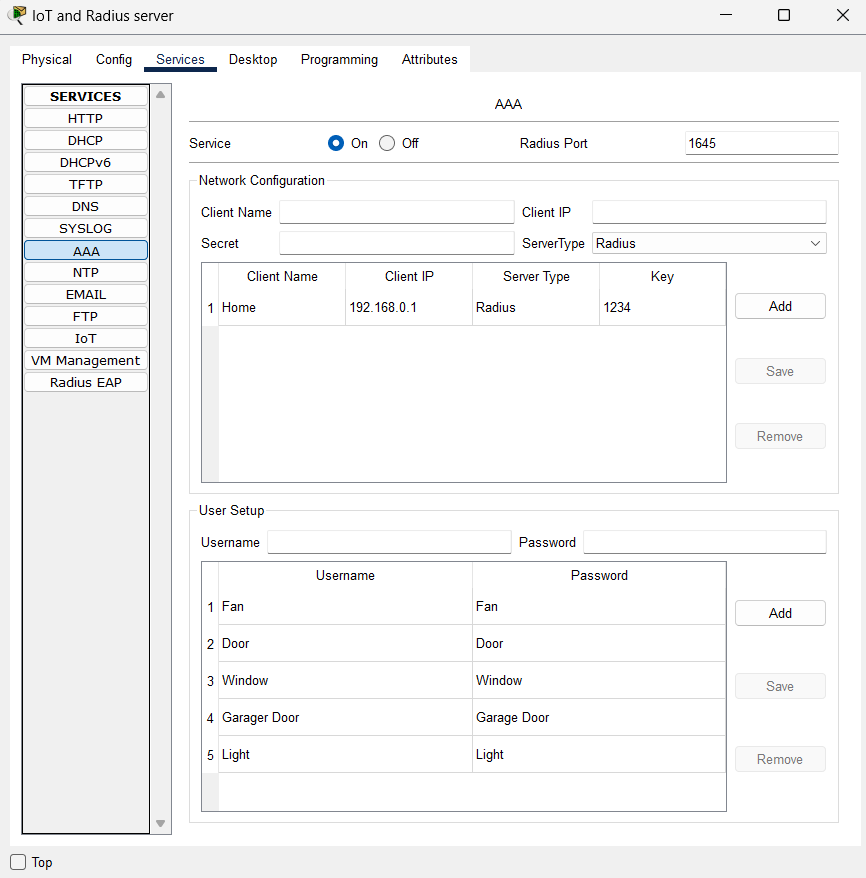 IoT and Radius server
Physical Config Services Desktop Programming Attributes
SERVICES
HTTP
DHCP
DHCPv6
TFTP
DNS
SYSLOG
AAA
NTP
EMAIL
FTP
IoT
VM Management
Radius EAP
AAA
Service On Off Radius Port 1645
Network Configuration
Client Name Client IP
Secret ServerType Radius
Client Name Client IP Server Type Key
1 Home 192.168.0.1 Radius 1234
Add
Save
Remove
User Setup
Username Password
Username Password
1 Fan Fan
2 Door Door
3 Window Window
4 Garager Door Garage Door
5 Light Light
Add
Save
Remove
Top